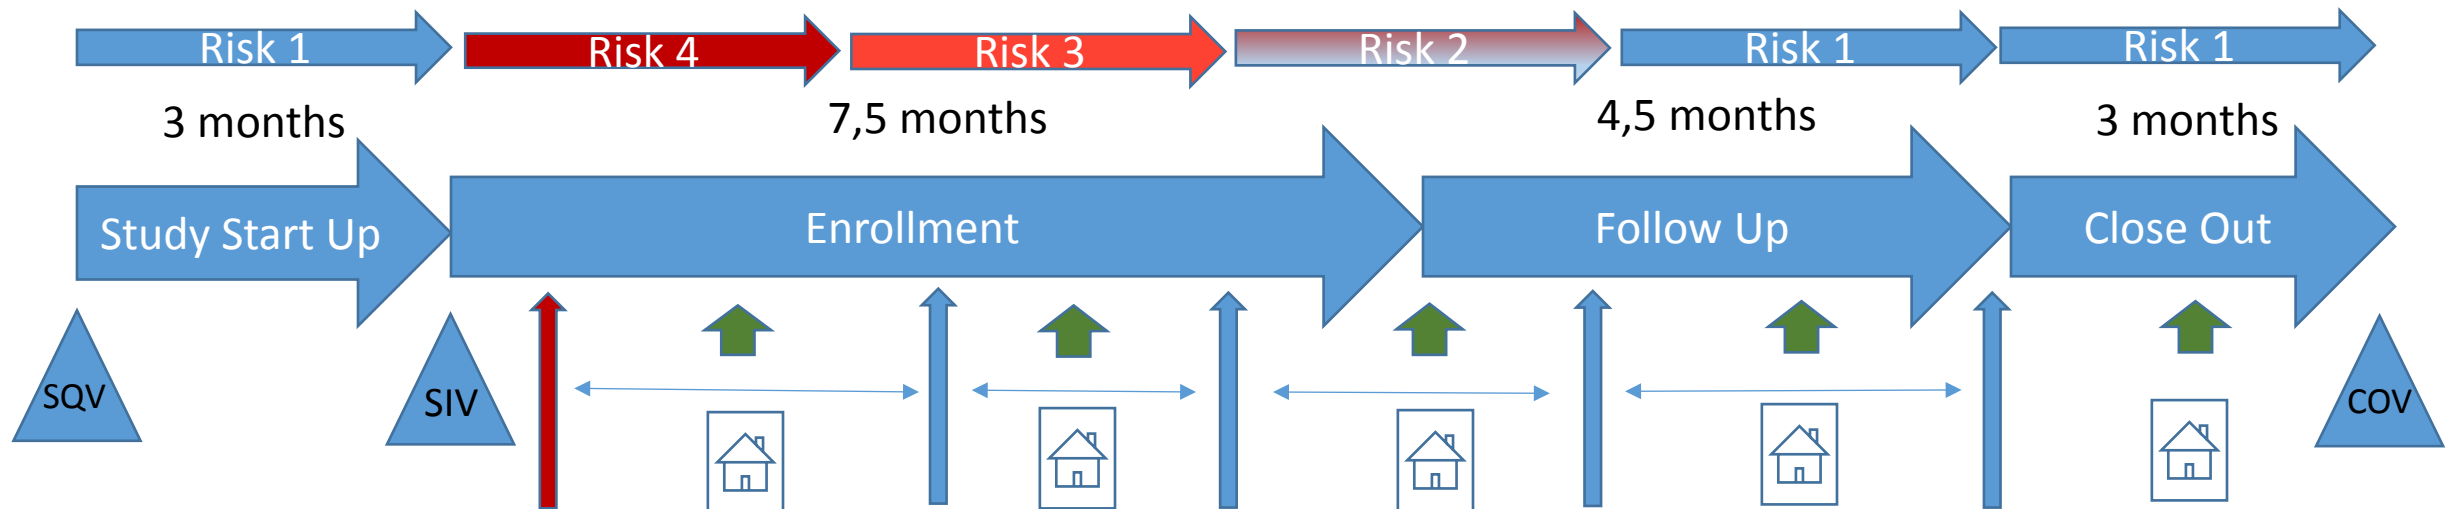 Risk 1
Risk 4
Risk 3
Risk 2
Risk 1
Risk 1
3 months
7,5 months
4,5 months
3 months
Study Start Up
Enrollment
Follow Up
Close Out
SQV
SIV
COV